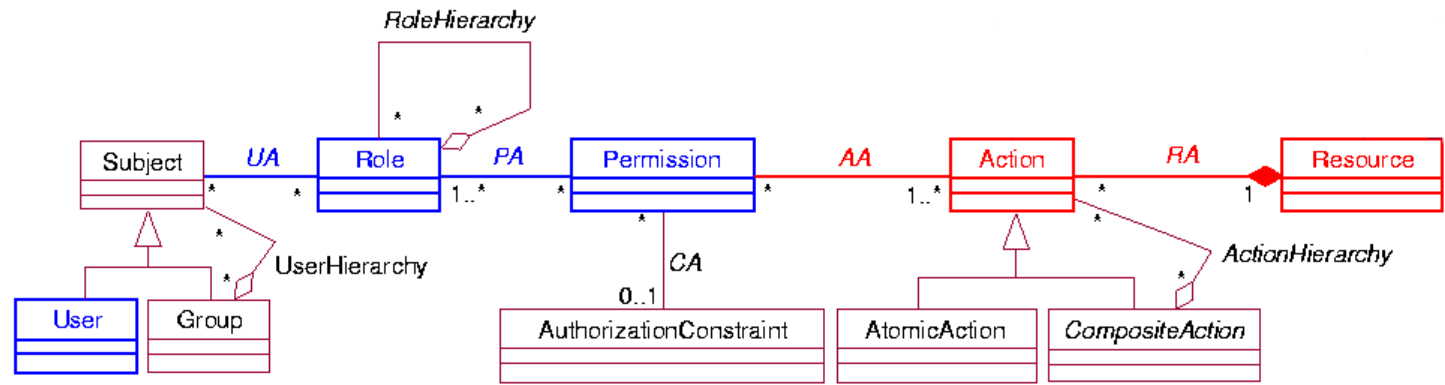 RoleHierarchy
* *
Subject UA Role PA Permission AA Action RA Resource
* * 1..* * * 1..* * 1
* * *
UserHierarchy CA ActionHierarchy
* *
0..1
User Group AuthorizationConstraint AtomicAction CompositeAction